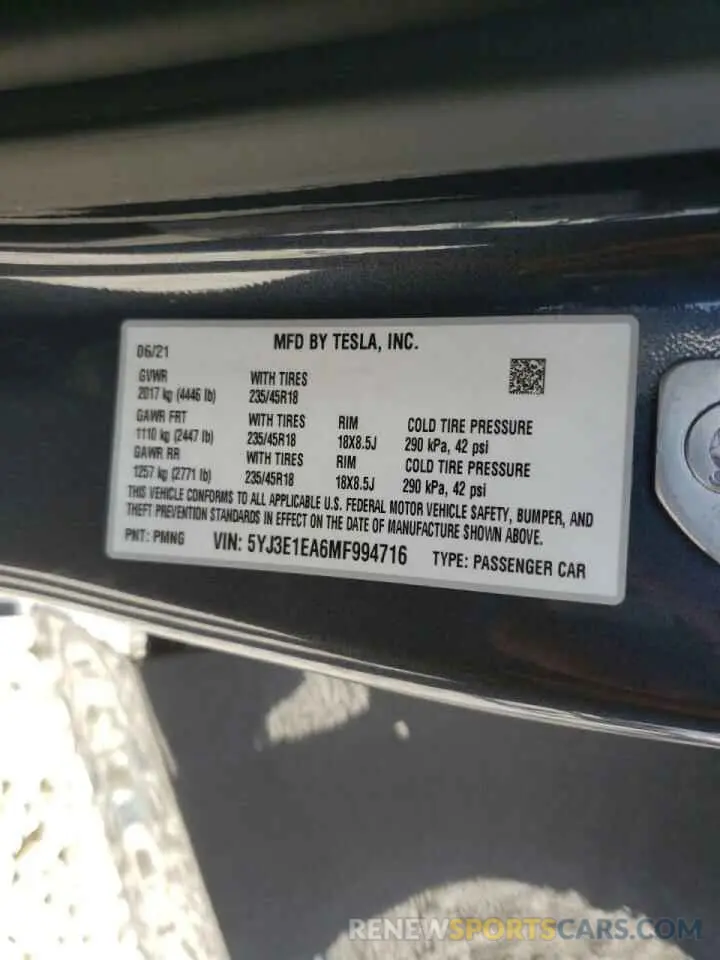 06/21 MFD BY TESLA, INC.
GVWR WITH TIRES
2017 kg (4446 lb) 235/45R18
GAWR FRT WITH TIRES RIM COLD TIRE PRESSURE
1110 kg (2447 lb) 235/45R18 18X8.5J 290 kPa, 42 psi
GAWR RR WITH TIRES RIM COLD TIRE PRESSURE
1257 kg (2771 lb) 235/45R18 18X8.5J 290 kPa, 42 psi
THIS VEHICLE CONFORMS TO ALL APPLICABLE U.S. FEDERAL MOTOR VEHICLE SAFETY, BUMPER, AND
THEFT PREVENTION STANDARDS IN EFFECT ON THE DATE OF MANUFACTURE SHOWN ABOVE.
PNT: PMNG VIN: 5YJ3E1EA6MF994716 TYPE: PASSENGER CAR
RENEWSPORTSCARS.COM